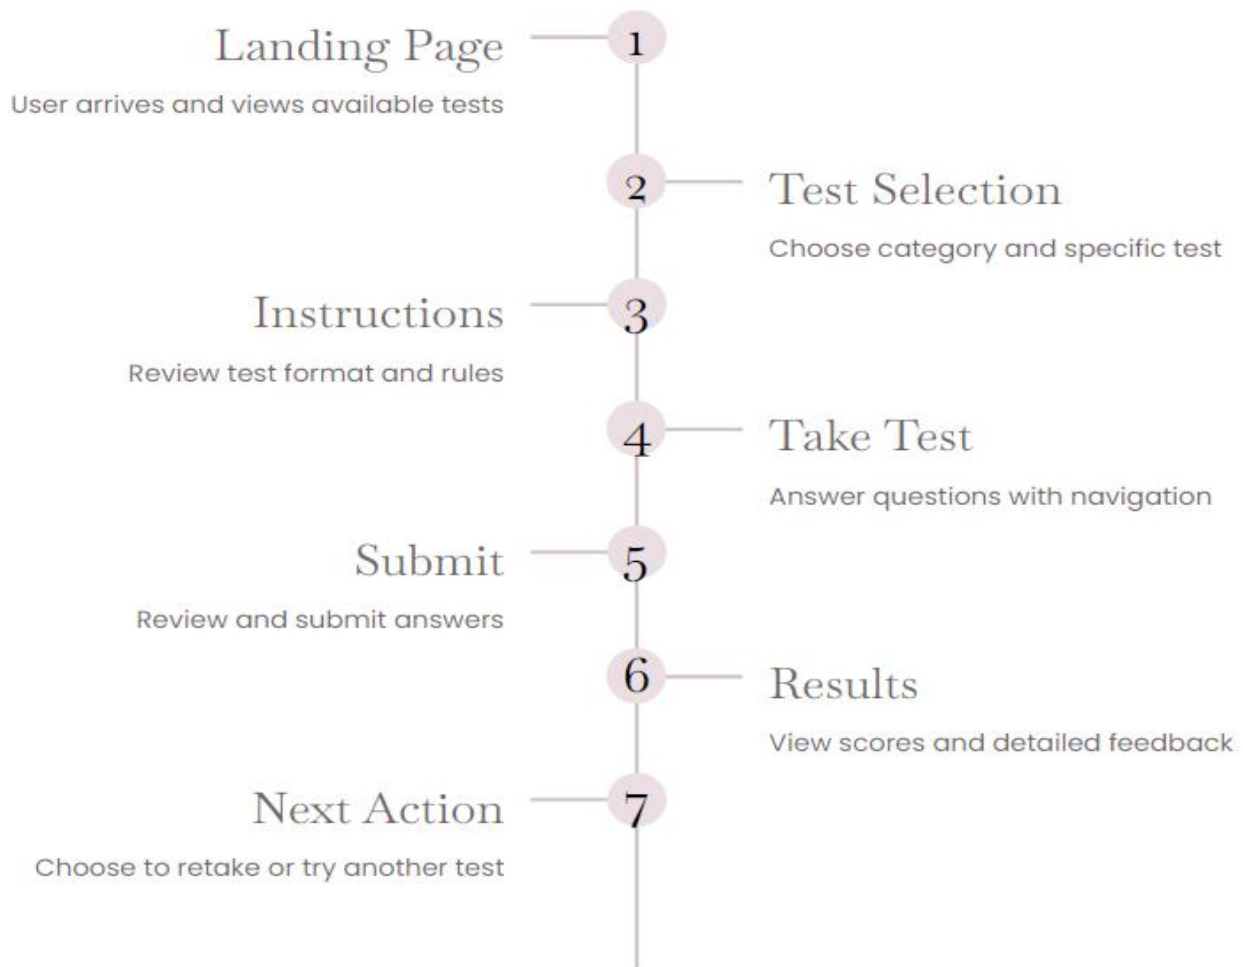 1
Landing Page
User arrives and views available tests
2
Test Selection
Choose category and specific test
3
Instructions
Review test format and rules
4
Take Test
Answer questions with navigation
5
Submit
Review and submit answers
6
Results
View scores and detailed feedback
7
Next Action
Choose to retake or try another test